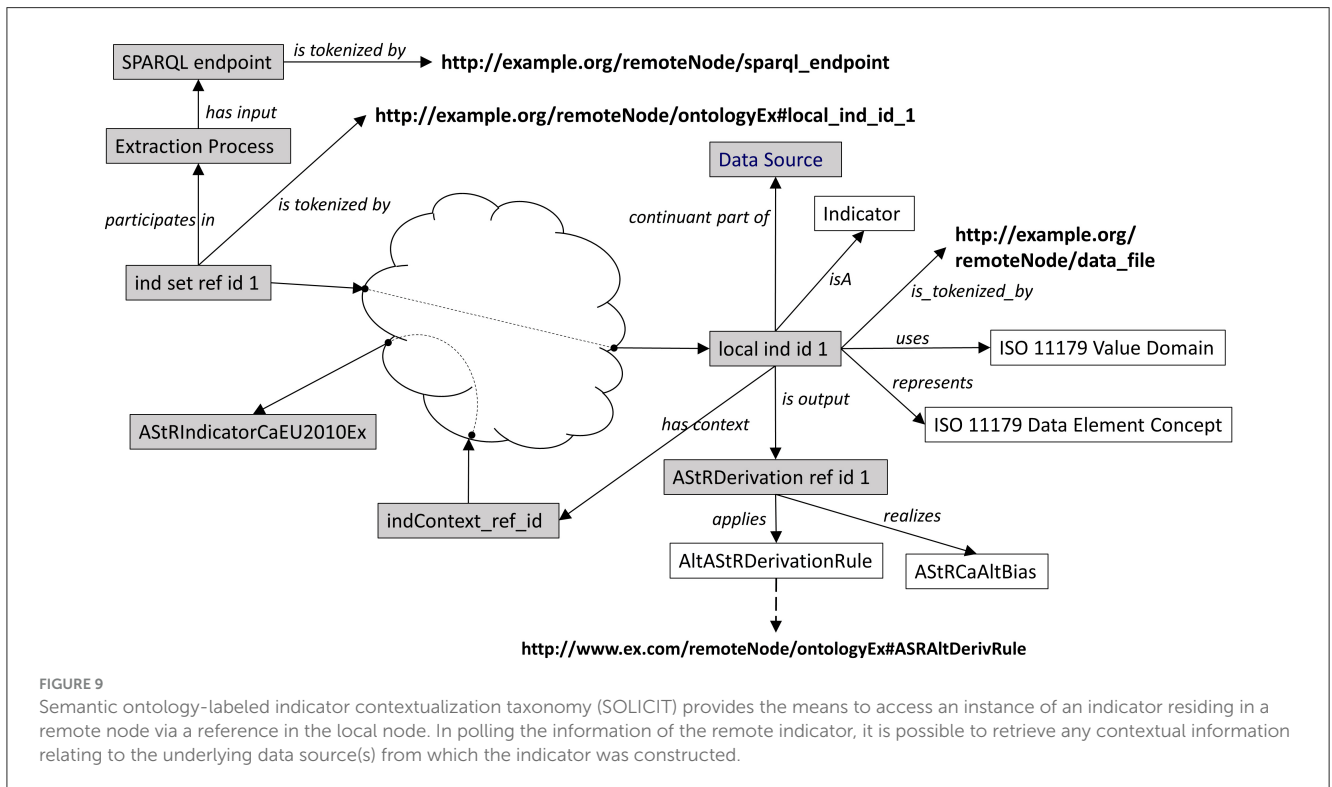 SPARQL endpoint
is tokenized by
http://example.org/remoteNode/sparql_endpoint
has input
http://example.org/remoteNode/ontologyEx#local_ind_id_1
Extraction Process
Data Source
participates in
is tokenized by
continuant part of
Indicator
http://example.org/
remoteNode/data_file
ind set ref id 1
isA
is_tokenized_by
local ind id 1
uses
ISO 11179 Value Domain
represents
is output
AStRIndicatorCaEU2010Ex
has context
ISO 11179 Data Element Concept
AStRDerivation ref id 1
indContext_ref_id
applies
realizes
AltAStRDerivationRule
AStRCaAltBias
http://www.ex.com/remoteNode/ontologyEx#ASRAltDerivRule
FIGURE 9
Semantic ontology-labeled indicator contextualization taxonomy (SOLICIT) provides the means to access an instance of an indicator residing in a
remote node via a reference in the local node. In polling the information of the remote indicator, it is possible to retrieve any contextual information
relating to the underlying data source(s) from which the indicator was constructed.